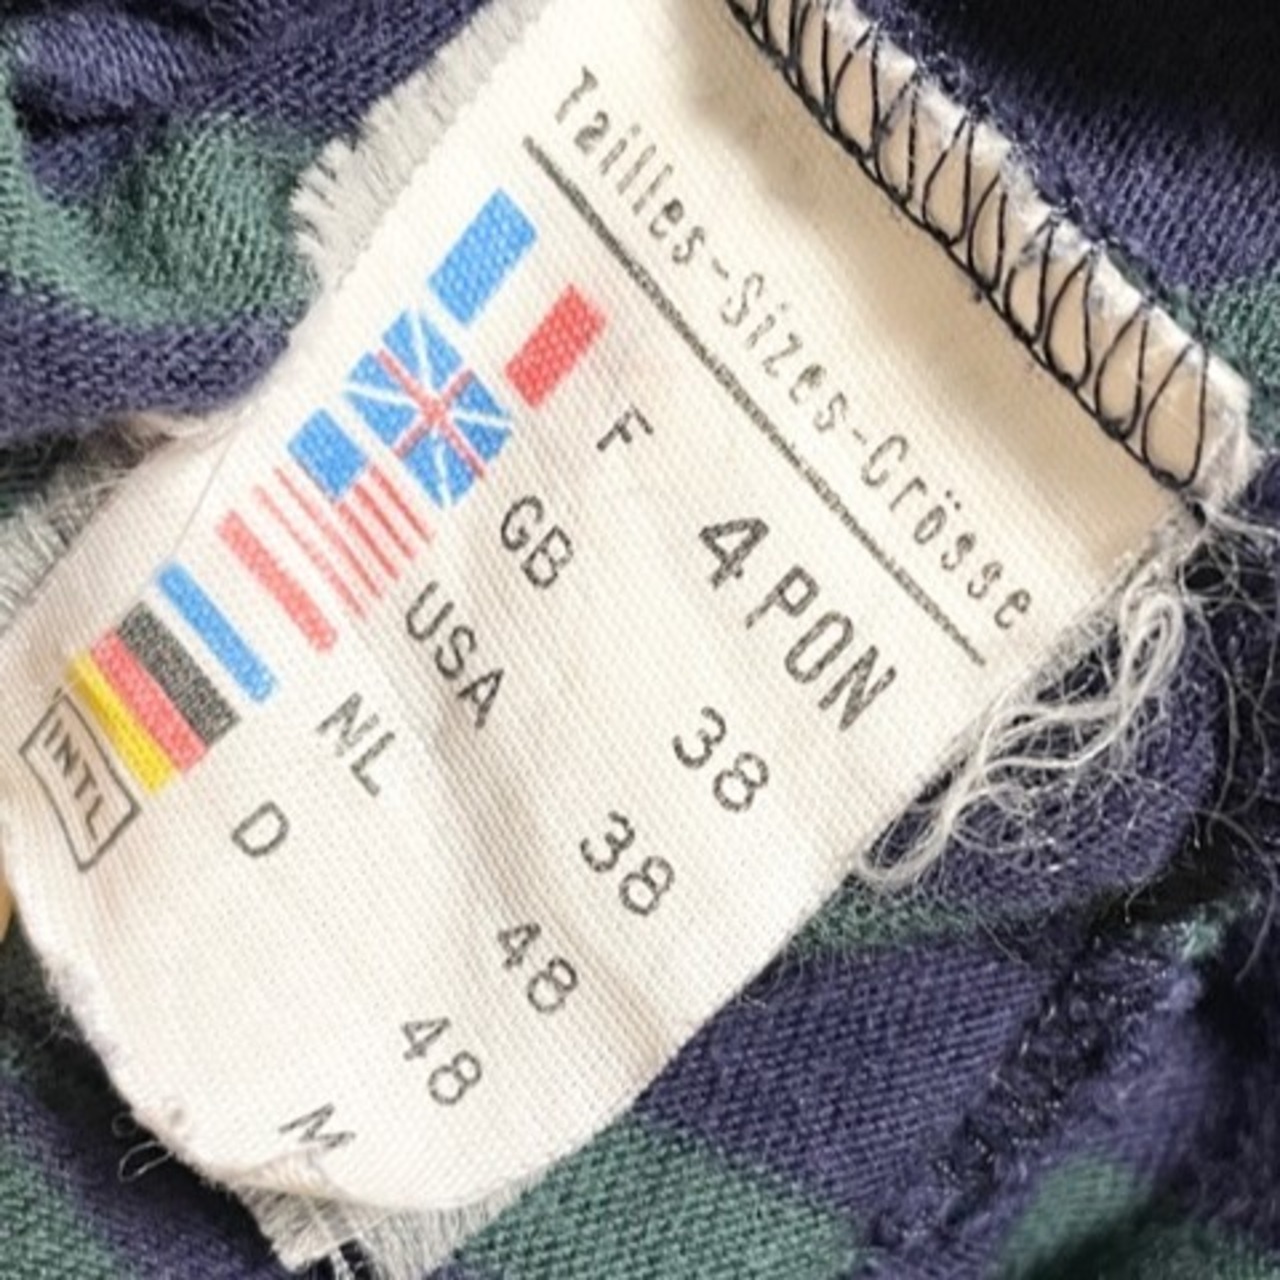 Tailles-Sizes-Grösse
F 4 PON
GB 38
USA 38
NL 48
D 48
INTL M